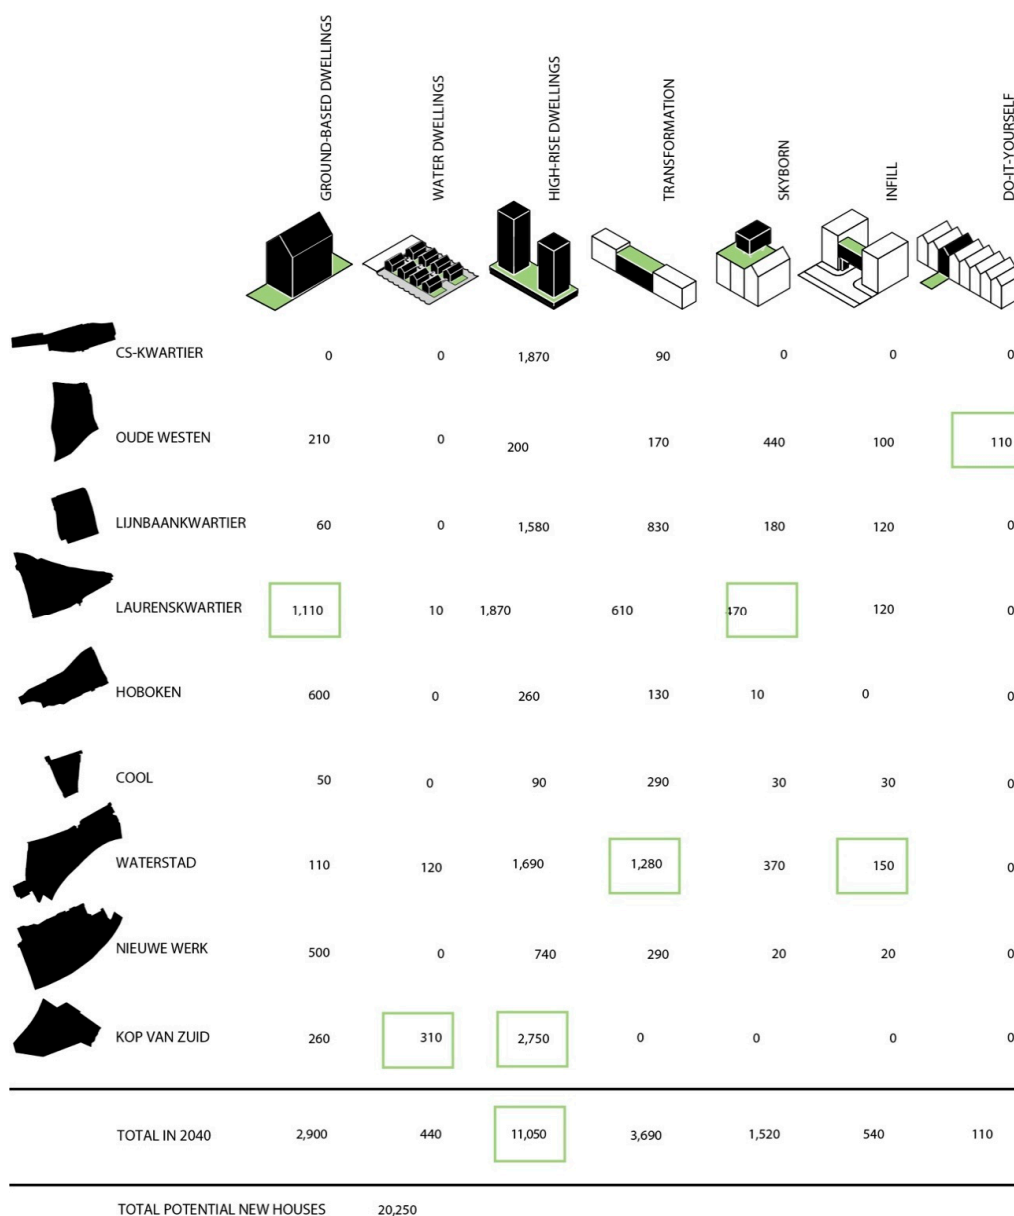 GROUND-BASED DWELLINGS WATER DWELLINGS HIGH-RISE DWELLINGS TRANSFORMATION SKYBORN INFILL DO-IT-YOURSELF
CS-KWARTIER 0 0 1,870 90 0 0 0
OUDE WESTEN 210 0 200 170 440 100 110
LIJNBAANKWARTIER 60 0 1,580 830 180 120 0
LAURENSKWARTIER 1,110 10 1,870 610 470 120 0
HOBOKEN 600 0 260 130 10 0 0
COOL 50 0 90 290 30 30 0
WATERSTAD 110 120 1,690 1,280 370 150 0
NIEUWE WERK 500 0 740 290 20 20 0
KOP VAN ZUID 260 310 2,750 0 0 0 0
TOTAL IN 2040 2,900 440 11,050 3,690 1,520 540 110
TOTAL POTENTIAL NEW HOUSES 20,250